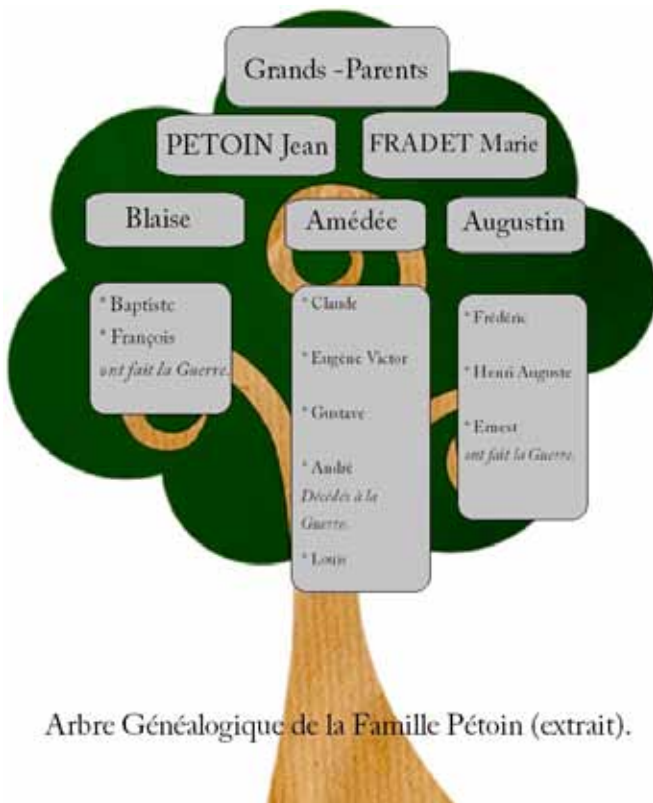 Grands -Parents
PETOIN Jean
FRADET Marie
Blaise
Amédée
Augustin
* Baptiste
* François
ont fait la Guerre.
* Claude
* Eugène Victor
* Gustave
* André
Décédés à la
Guerre.
* Louis
* Frédéric
* Henri Auguste
* Ernest
ont fait la Guerre.
Arbre Généalogique de la Famille Pétoin (extrait).